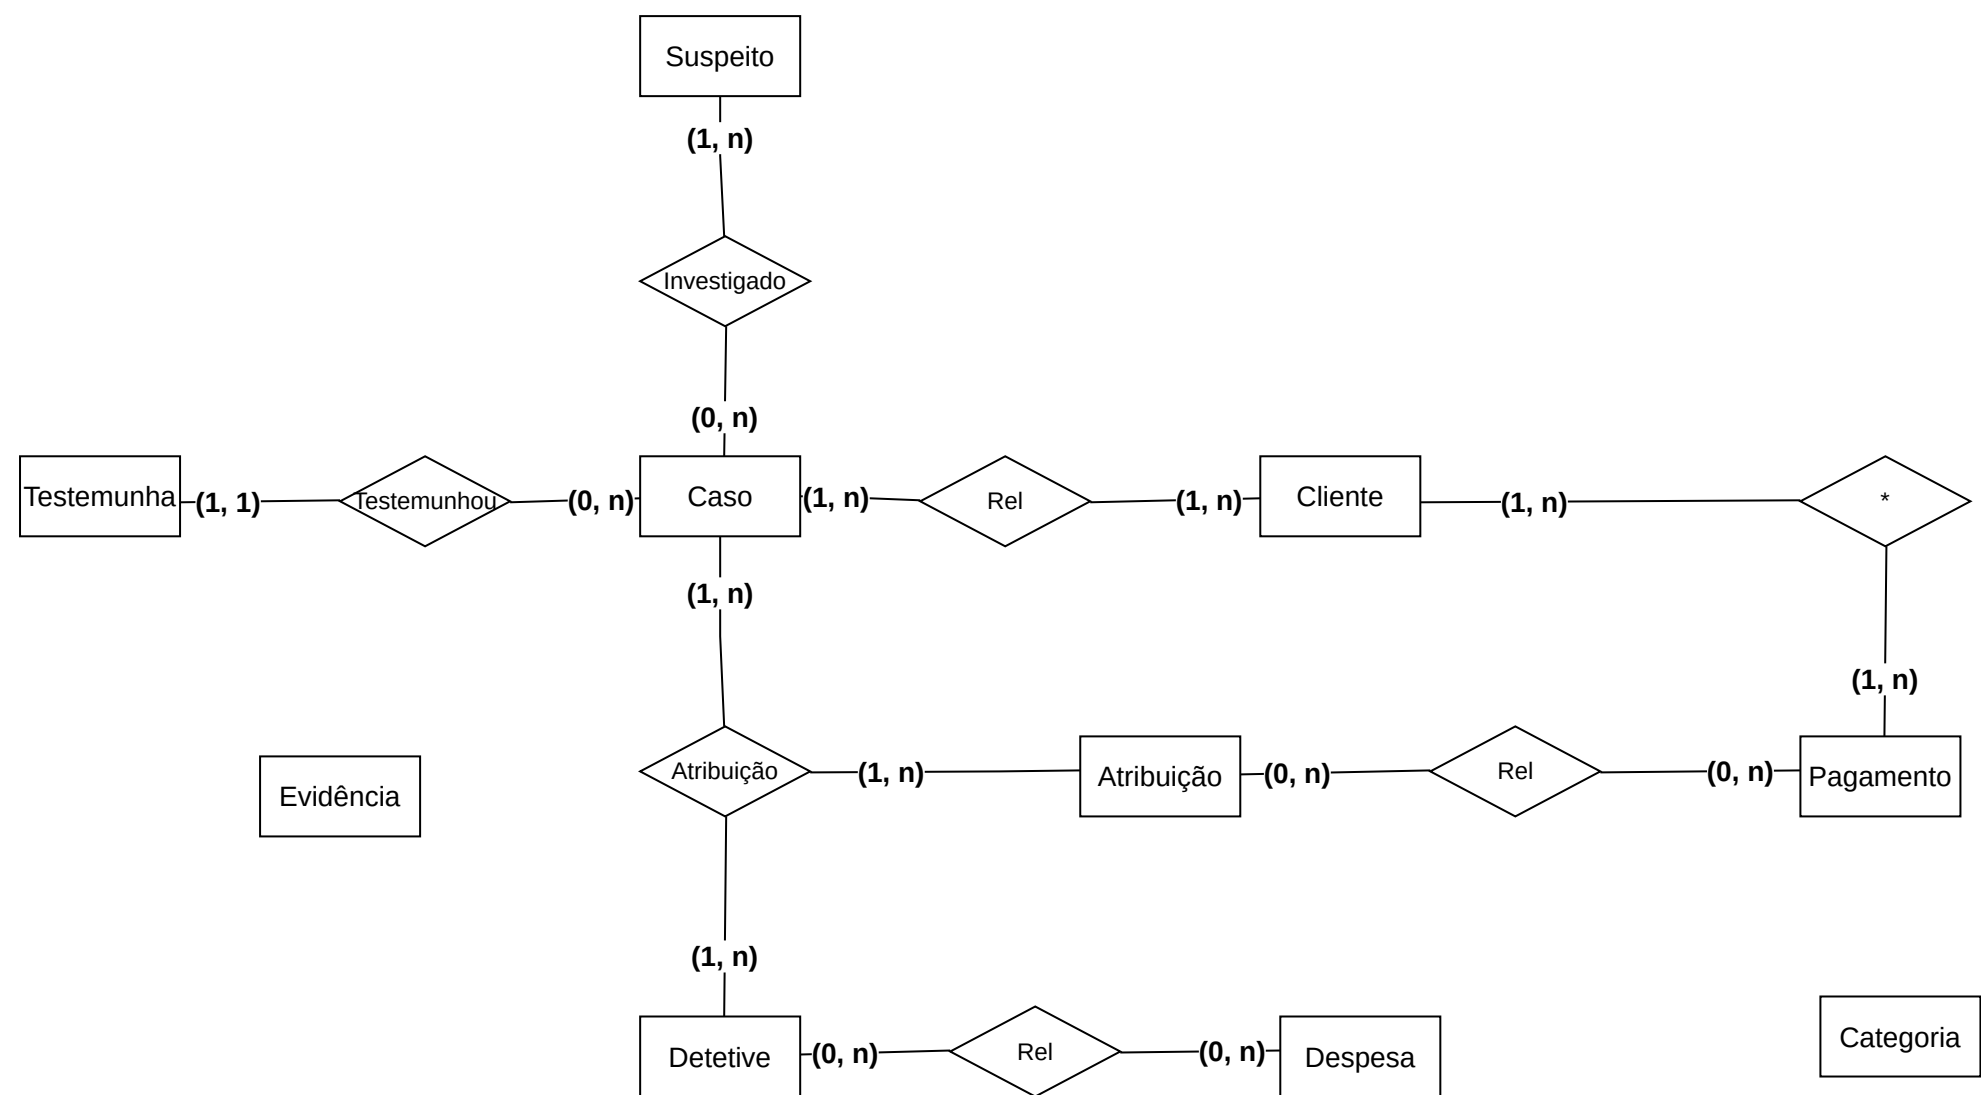 Suspeito
(1, n)
Investigado
(0, n)
Testemunha
(1, 1)
Testemunhou
(0, n)
Caso
(1, n)
Rel
(1, n)
Cliente
(1, n)
*
(1, n)
(1, n)
Evidência
Atribuição
(1, n)
Atribuição
(0, n)
Rel
(0, n)
Pagamento
(1, n)
Detetive
(0, n)
Rel
(0, n)
Despesa
Categoria